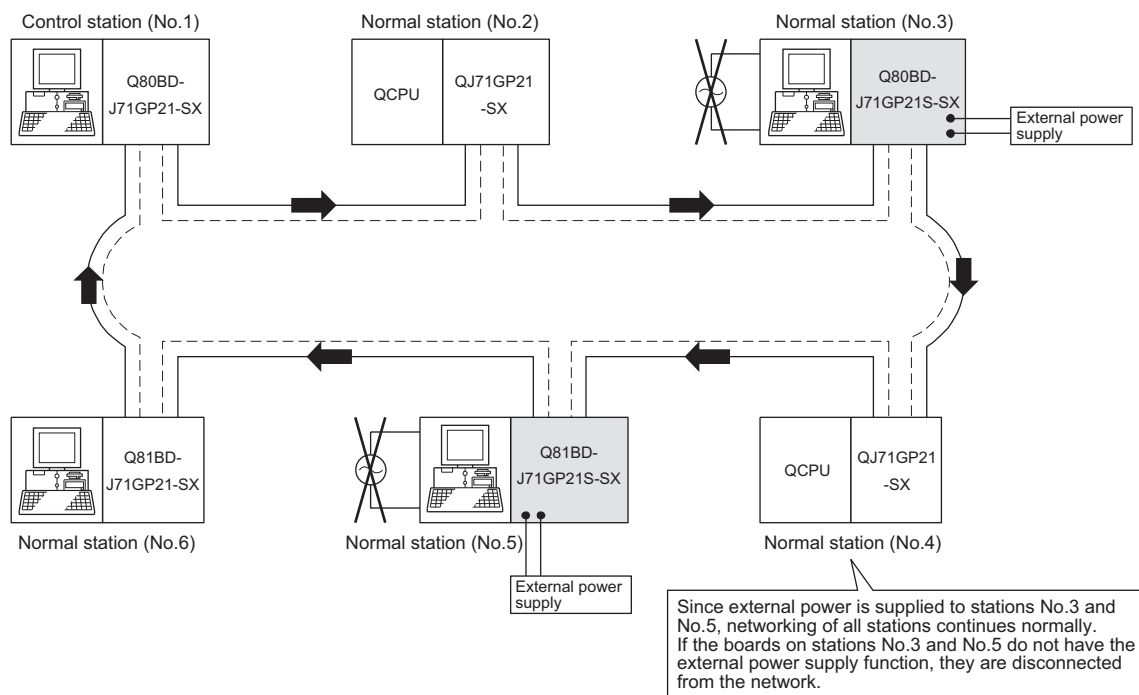 Control station (No.1)
Normal station (No.2)
Normal station (No.3)
Q80BD-
J71GP21-SX
QCPU
QJ71GP21
-SX
Q80BD-
J71GP21S-SX
External power
supply
Q81BD-
J71GP21-SX
Q81BD-
J71GP21S-SX
QCPU
QJ71GP21
-SX
Normal station (No.6)
Normal station (No.5)
Normal station (No.4)
External power
supply
Since external power is supplied to stations No.3 and
No.5, networking of all stations continues normally.
If the boards on stations No.3 and No.5 do not have the
external power supply function, they are disconnected
from the network.